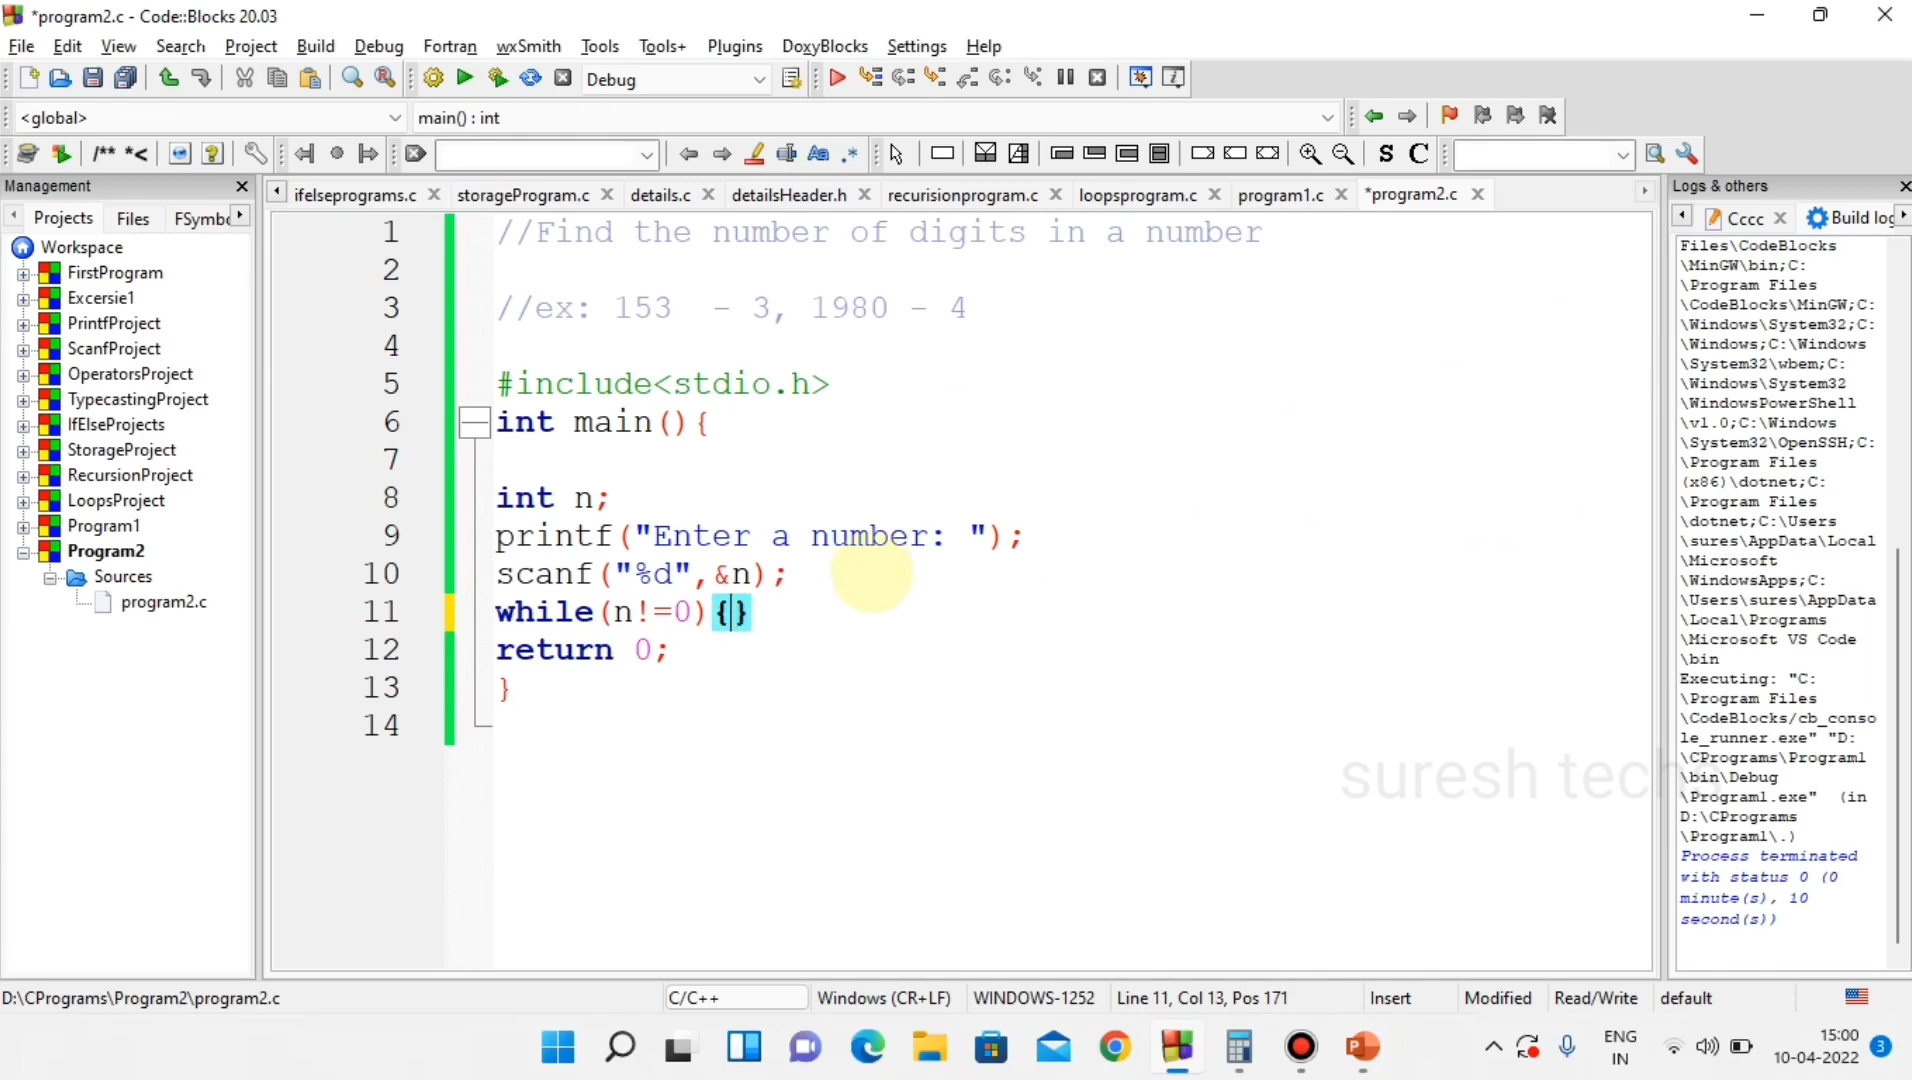 *program2.c - Code::Blocks 20.03
File Edit View Search Project Build Debug Fortran wxSmith Tools Tools+ Plugins DoxyBlocks Settings Help
Debug
<global> main() : int
/** *<
Aa .* S C
Management
Projects Files FSymbo
ifelseprograms.c storageProgram.c details.c detailsHeader.h recurisionprogram.c loopsprogram.c program1.c *program2.c
Logs & others
Cccc Build log
Workspace
FirstProgram
Excersie1
PrintfProject
ScanfProject
OperatorsProject
TypecastingProject
IfElseProjects
StorageProject
RecursionProject
LoopsProject
Program1
Program2
Sources
program2.c
1 //Find the number of digits in a number
2
3 //ex: 153  - 3, 1980 - 4
4
5 #include<stdio.h>
6 int main(){
7
8 int n;
9 printf("Enter a number: ");
10 scanf("%d",&n);
11 while(n!=0){}
12 return 0;
13 }
14
Files\CodeBlocks
\MinGW\bin;C:
\Program Files
\CodeBlocks\MinGW;C:
\Windows\System32;C:
\Windows;C:\Windows
\System32\wbem;C:
\Windows\System32
\WindowsPowerShell
\v1.0;C:\Windows
\System32\OpenSSH;C:
\Program Files
(x86)\dotnet;C:
\Program Files
\dotnet;C:\Users
\sures\AppData\Local
\Microsoft
\WindowsApps;C:
\Users\sures\AppData
\Local\Programs
\Microsoft VS Code
\bin
Executing: "C:
\Program Files
\CodeBlocks/cb_conso
le_runner.exe" "D:
\CPrograms\Program1
\bin\Debug
\Program1.exe"  (in
D:\CPrograms
\Program1\.)
Process terminated
with status 0 (0
minute(s), 10
second(s))
suresh techs
D:\CPrograms\Program2\program2.c C/C++ Windows (CR+LF) WINDOWS-1252 Line 11, Col 13, Pos 171 Insert Modified Read/Write default
ENG
IN
15:00
10-04-2022
3